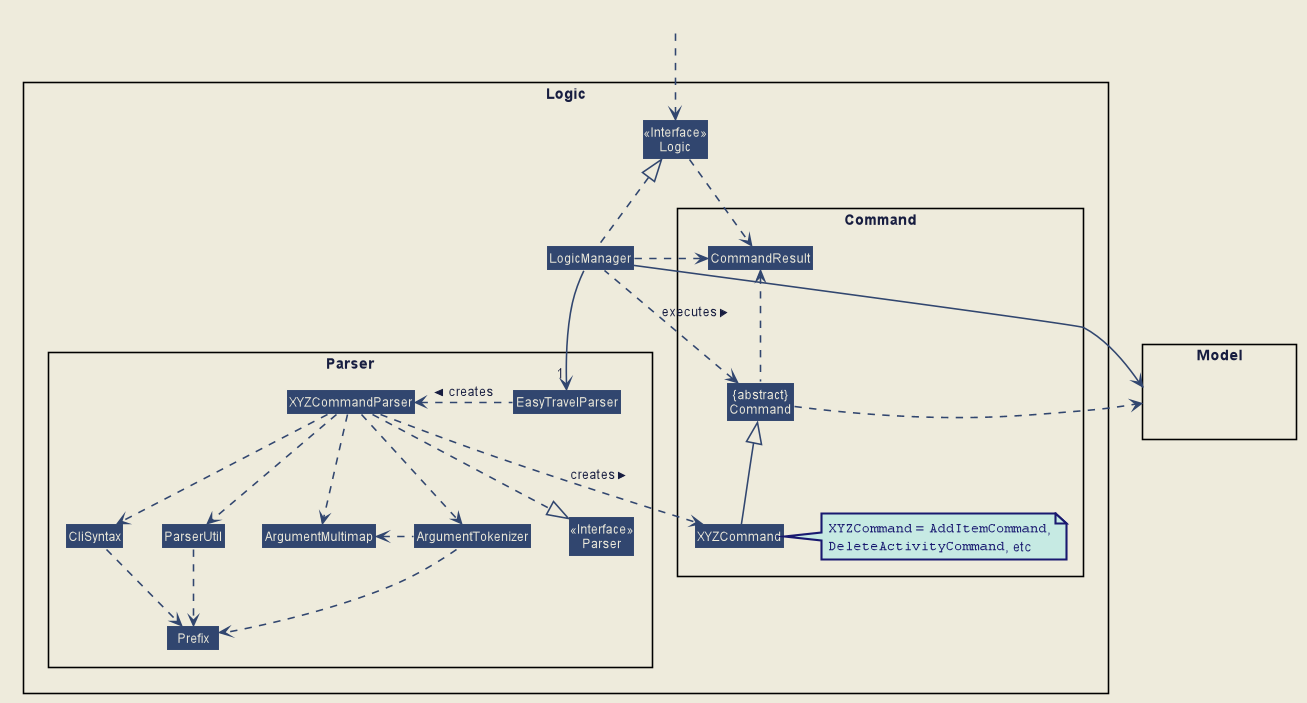 Logic
«Interface»
Logic
Command
LogicManager
CommandResult
executes ▶
Parser
Model
1
◀ creates
XYZCommandParser
EasyTravelParser
{abstract}
Command
creates ▶
CliSyntax
ParserUtil
ArgumentMultimap
ArgumentTokenizer
«Interface»
Parser
XYZCommand
XYZCommand = AddItemCommand,
DeleteActivityCommand, etc
Prefix